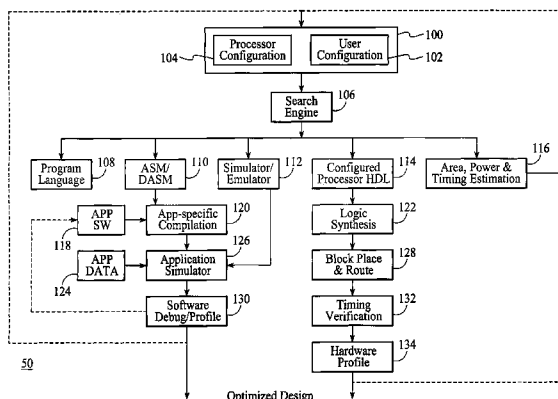 Processor
Configuration
User
Configuration
100
104
102
Search
Engine
106
Program
Language
108
ASM/
DASM
110
Simulator/
Emulator
112
Configured
Processor HDL
114
Area, Power &
Timing Estimation
116
APP
SW
118
App-specific
Compilation
120
Logic
Synthesis
122
APP
DATA
124
Application
Simulator
126
Block Place
& Route
128
Software
Debug/Profile
130
Timing
Verification
132
Hardware
Profile
134
50
Optimized Design